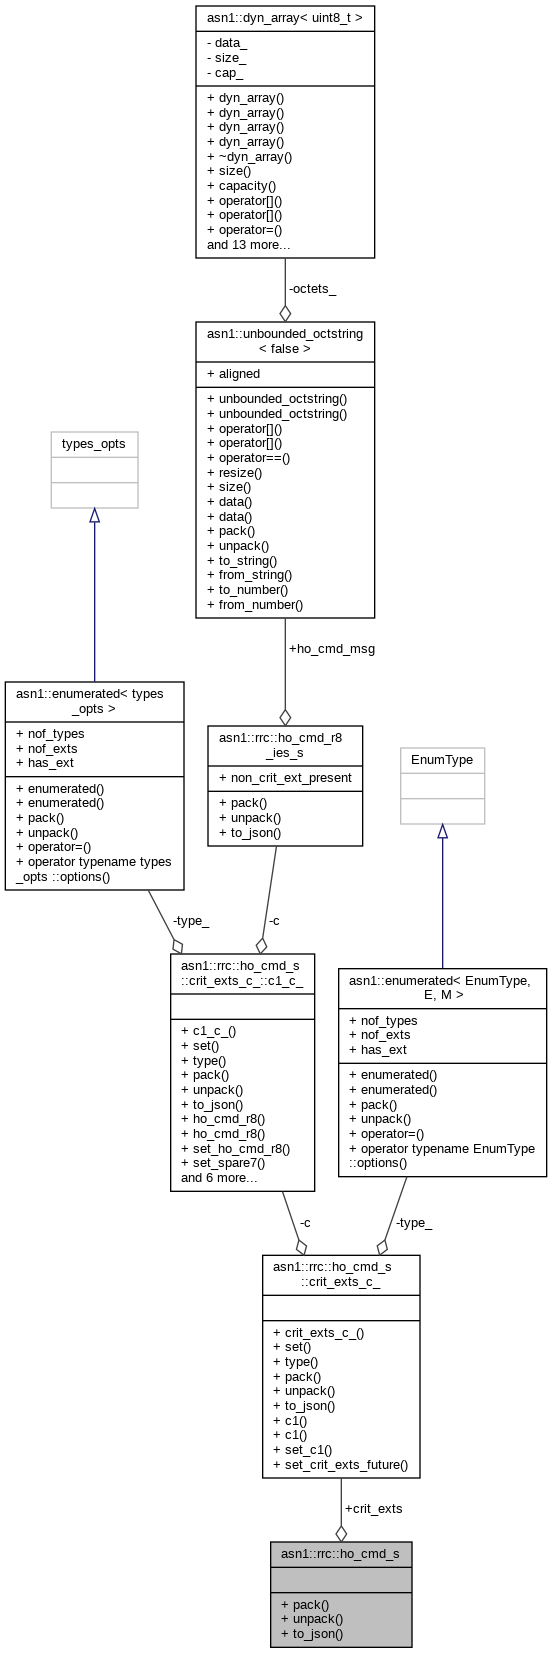 asn1::dyn_array< uint8_t >
- data_
- size_
- cap_
+ dyn_array()
+ dyn_array()
+ dyn_array()
+ dyn_array()
+ ~dyn_array()
+ size()
+ capacity()
+ operator[]()
+ operator[]()
+ operator=()
and 13 more...
-octets_
asn1::unbounded_octstring
< false >
+ aligned
+ unbounded_octstring()
+ unbounded_octstring()
+ operator[]()
+ operator[]()
+ operator==()
+ resize()
+ size()
+ data()
+ data()
+ pack()
+ unpack()
+ to_string()
+ from_string()
+ to_number()
+ from_number()
types_opts
+ho_cmd_msg
asn1::enumerated< types
_opts >
+ nof_types
+ nof_exts
+ has_ext
+ enumerated()
+ enumerated()
+ pack()
+ unpack()
+ operator=()
+ operator typename types
_opts ::options()
asn1::rrc::ho_cmd_r8
_ies_s
+ non_crit_ext_present
+ pack()
+ unpack()
+ to_json()
EnumType
-type_
-c
asn1::rrc::ho_cmd_s
::crit_exts_c_::c1_c_
+ c1_c_()
+ set()
+ type()
+ pack()
+ unpack()
+ to_json()
+ ho_cmd_r8()
+ ho_cmd_r8()
+ set_ho_cmd_r8()
+ set_spare7()
and 6 more...
asn1::enumerated< EnumType,
E, M >
+ nof_types
+ nof_exts
+ has_ext
+ enumerated()
+ enumerated()
+ pack()
+ unpack()
+ operator=()
+ operator typename EnumType
::options()
-c
-type_
asn1::rrc::ho_cmd_s
::crit_exts_c_
+ crit_exts_c_()
+ set()
+ type()
+ pack()
+ unpack()
+ to_json()
+ c1()
+ c1()
+ set_c1()
+ set_crit_exts_future()
+crit_exts
asn1::rrc::ho_cmd_s
+ pack()
+ unpack()
+ to_json()